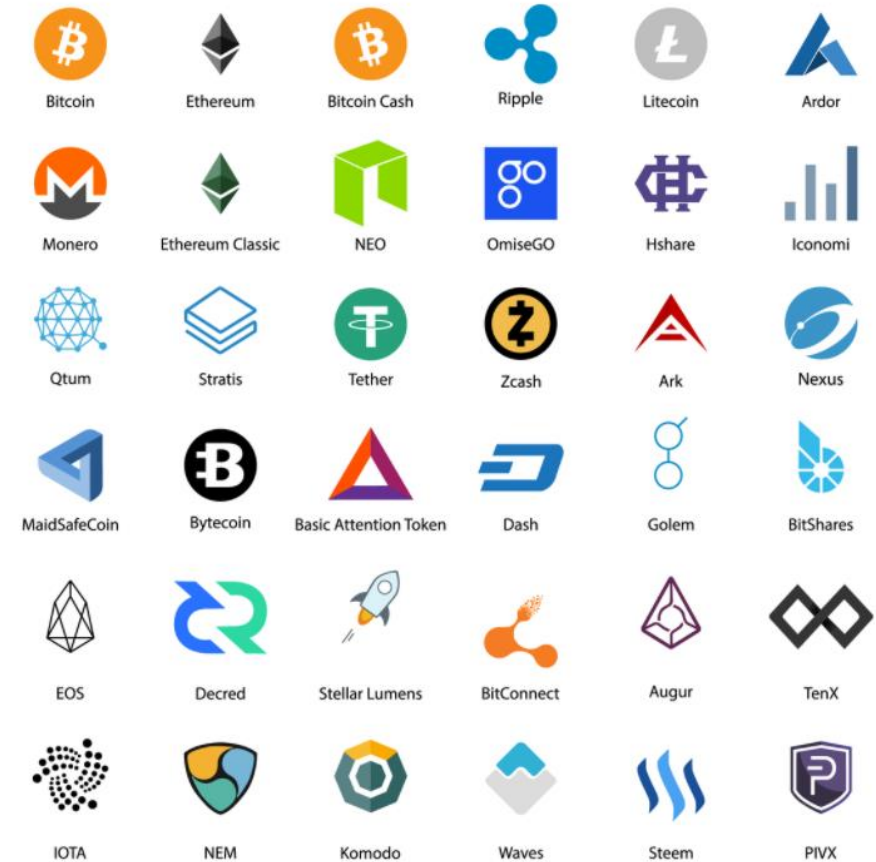 Bitcoin
Ethereum
Bitcoin Cash
Ripple
Litecoin
Ardor
Monero
Ethereum Classic
NEO
go
OmiseGO
Hshare
Iconomi
Qtum
Stratis
Tether
Zcash
Ark
Nexus
MaidSafeCoin
Bytecoin
Basic Attention Token
Dash
Golem
BitShares
EOS
Decred
Stellar Lumens
BitConnect
Augur
TenX
IOTA
NEM
Komodo
Waves
Steem
PIVX